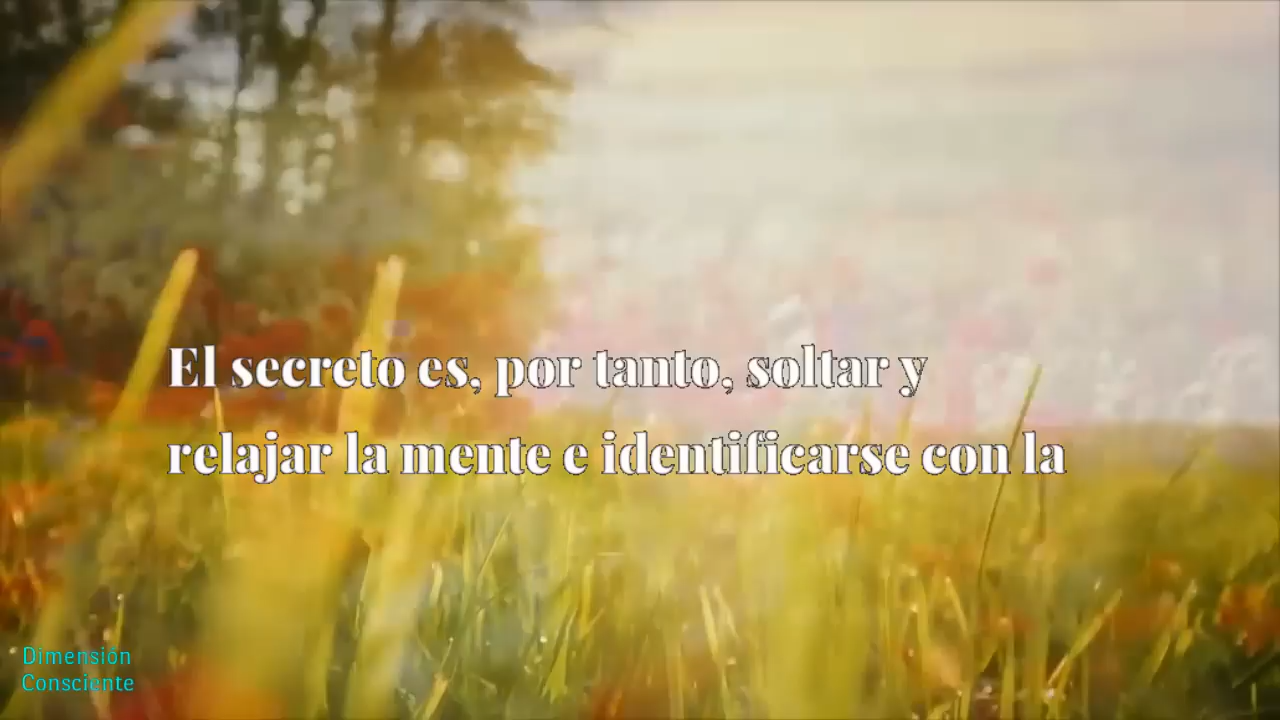 El secreto es, por tanto, soltar y
relajar la mente e identificarse con la
Dimensión
Consciente